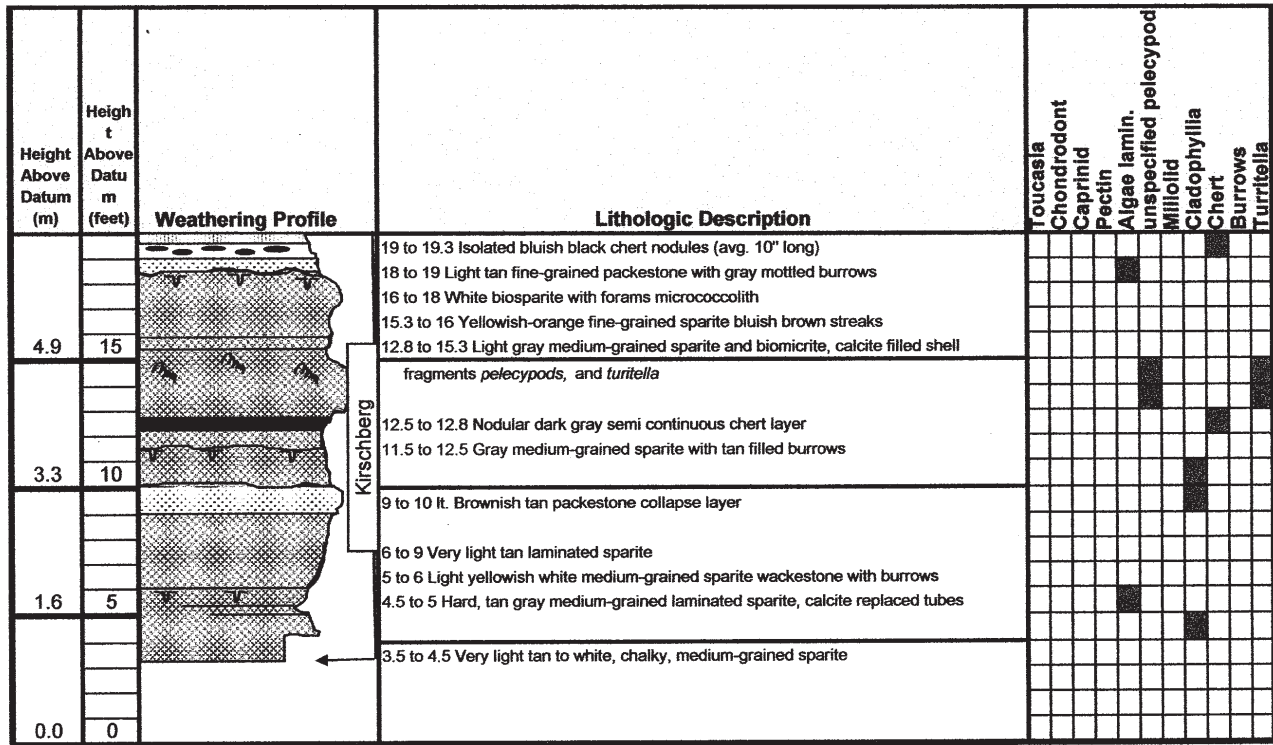 Height
Above
Datum
(m)
Heigh
t
Above
Datu
m
(feet)
Weathering Profile
Lithologic Description
Toucasia
Chondrodont
Caprinid
Pectin
Algae lamin.
unspecified pelecypod
Miliolid
Cladophyllia
Chert
Burrows
Turritella
19 to 19.3 Isolated bluish black chert nodules (avg. 10" long)
18 to 19 Light tan fine-grained packestone with gray mottled burrows
16 to 18 White biosparite with forams micrococcolith
15.3 to 16 Yellowish-orange fine-grained sparite bluish brown streaks
4.9 15 12.8 to 15.3 Light gray medium-grained sparite and biomicrite, calcite filled shell
fragments pelecypods, and turitella
12.5 to 12.8 Nodular dark gray semi continuous chert layer
11.5 to 12.5 Gray medium-grained sparite with tan filled burrows
3.3 10
Kirschberg
9 to 10 lt. Brownish tan packestone collapse layer
6 to 9 Very light tan laminated sparite
5 to 6 Light yellowish white medium-grained sparite wackestone with burrows
1.6 5 4.5 to 5 Hard, tan gray medium-grained laminated sparite, calcite replaced tubes
3.5 to 4.5 Very light tan to white, chalky, medium-grained sparite
0.0 0